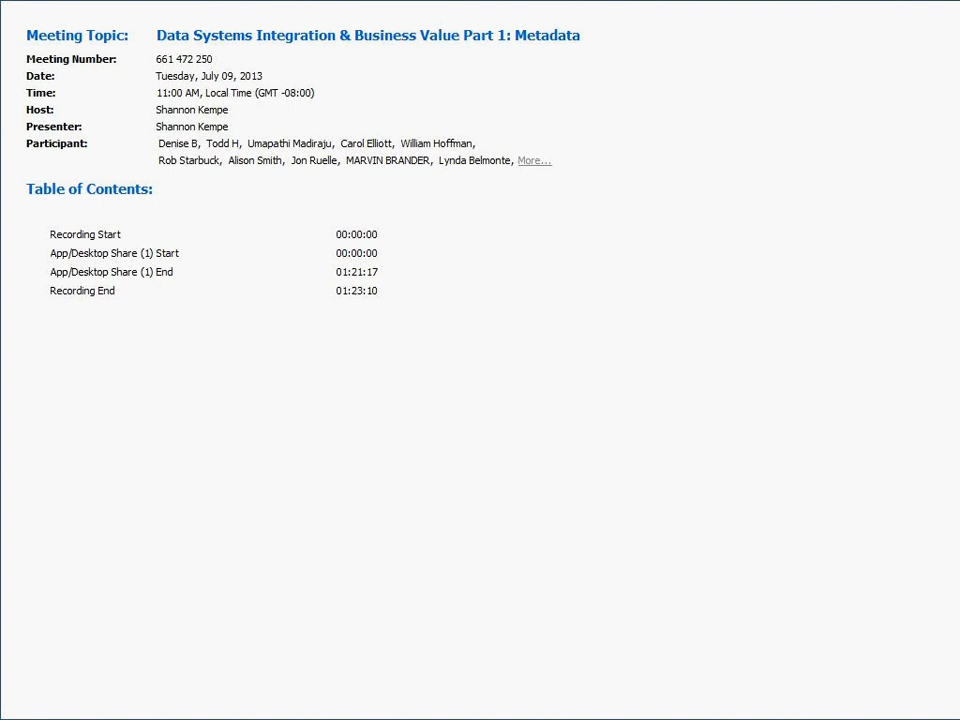 Meeting Topic: Data Systems Integration & Business Value Part 1: Metadata
Meeting Number: 661 472 250
Date: Tuesday, July 09, 2013
Time: 11:00 AM, Local Time (GMT -08:00)
Host: Shannon Kempe
Presenter: Shannon Kempe
Participant: Denise B, Todd H, Umapathi Madiraju, Carol Elliott, William Hoffman,
Rob Starbuck, Alison Smith, Jon Ruelle, MARVIN BRANDER, Lynda Belmonte, More...
Table of Contents:
Recording Start 00:00:00
App/Desktop Share (1) Start 00:00:00
App/Desktop Share (1) End 01:21:17
Recording End 01:23:10